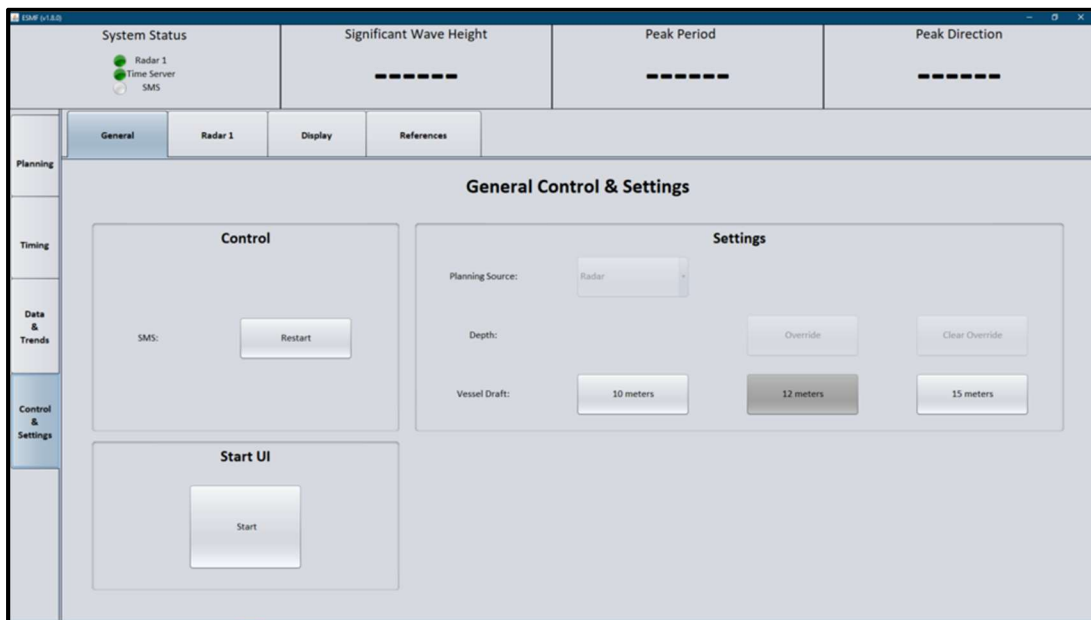 ESMF (v1.8.0)
System Status
Radar 1
Time Server
SMS
Significant Wave Height
------
Peak Period
------
Peak Direction
------
Planning
Timing
Data
&
Trends
Control
&
Settings
General
Radar 1
Display
References
General Control & Settings
Control
SMS:
Restart
Settings
Planning Source:
Radar
Depth:
Override
Clear Override
Vessel Draft:
10 meters
12 meters
15 meters
Start UI
Start